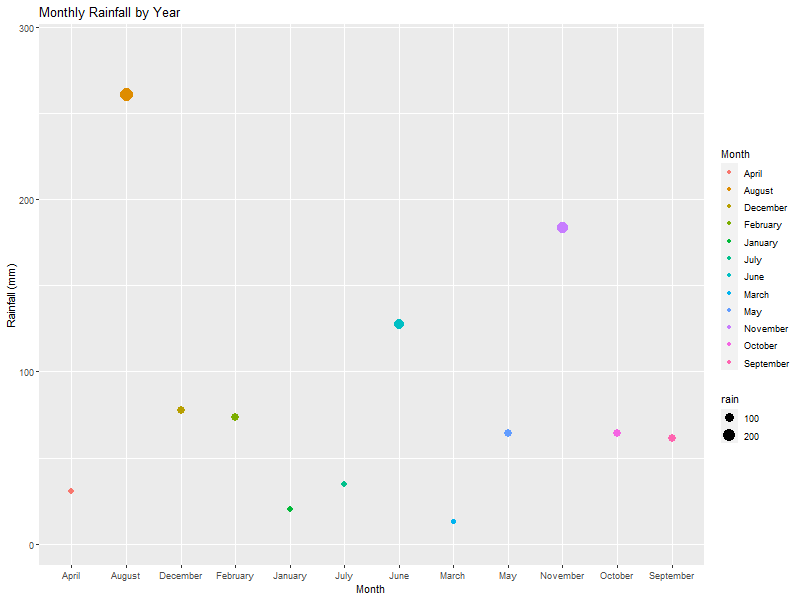 Monthly Rainfall by Year
300
200
100
0
Rainfall (mm)
April August December February January July June March May November October September
Month
Month
April
August
December
February
January
July
June
March
May
November
October
September
rain
100
200